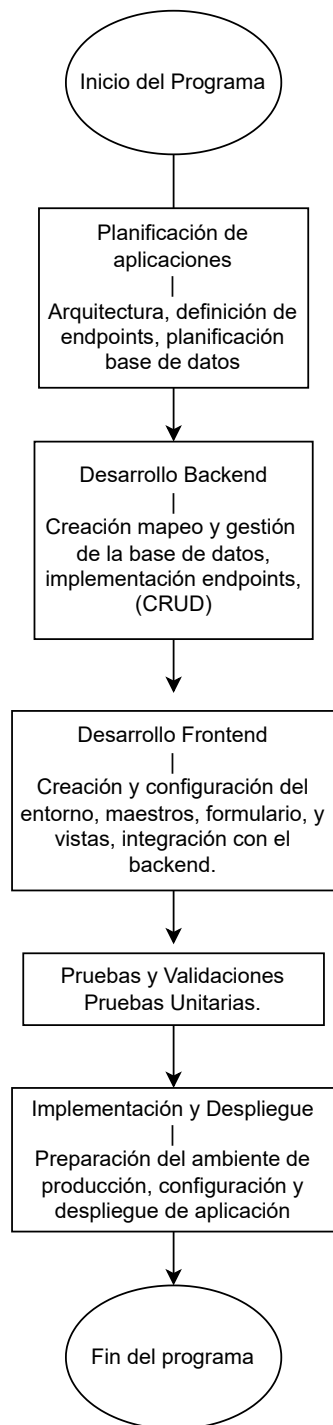 Inicio del Programa
Planificación de
aplicaciones
|
Arquitectura, definición de
endpoints, planificación
base de datos
Desarrollo Backend
|
Creación mapeo y gestión
de la base de datos,
implementación endpoints,
(CRUD)
Desarrollo Frontend
|
Creación y configuración del
entorno, maestros, formulario, y
vistas, integración con el
backend.
Pruebas y Validaciones
Pruebas Unitarias.
Implementación y Despliegue
|
Preparación del ambiente de
producción, configuración y
despliegue de aplicación
Fin del programa